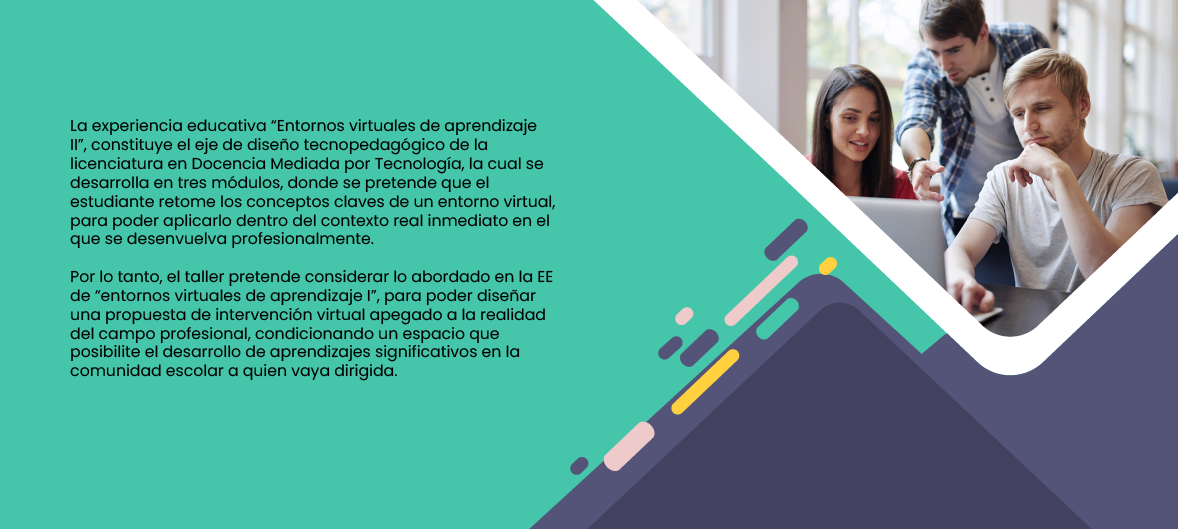 La experiencia educativa “Entornos virtuales de aprendizaje
II”, constituye el eje de diseño tecnopedagógico de la
licenciatura en Docencia Mediada por Tecnología, la cual se
desarrolla en tres módulos, donde se pretende que el
estudiante retome los conceptos claves de un entorno virtual,
para poder aplicarlo dentro del contexto real inmediato en el
que se desenvuelva profesionalmente.
Por lo tanto, el taller pretende considerar lo abordado en la EE
de “entornos virtuales de aprendizaje I”, para poder diseñar
una propuesta de intervención virtual apegado a la realidad
del campo profesional, condicionando un espacio que
posibilite el desarrollo de aprendizajes significativos en la
comunidad escolar a quien vaya dirigida.